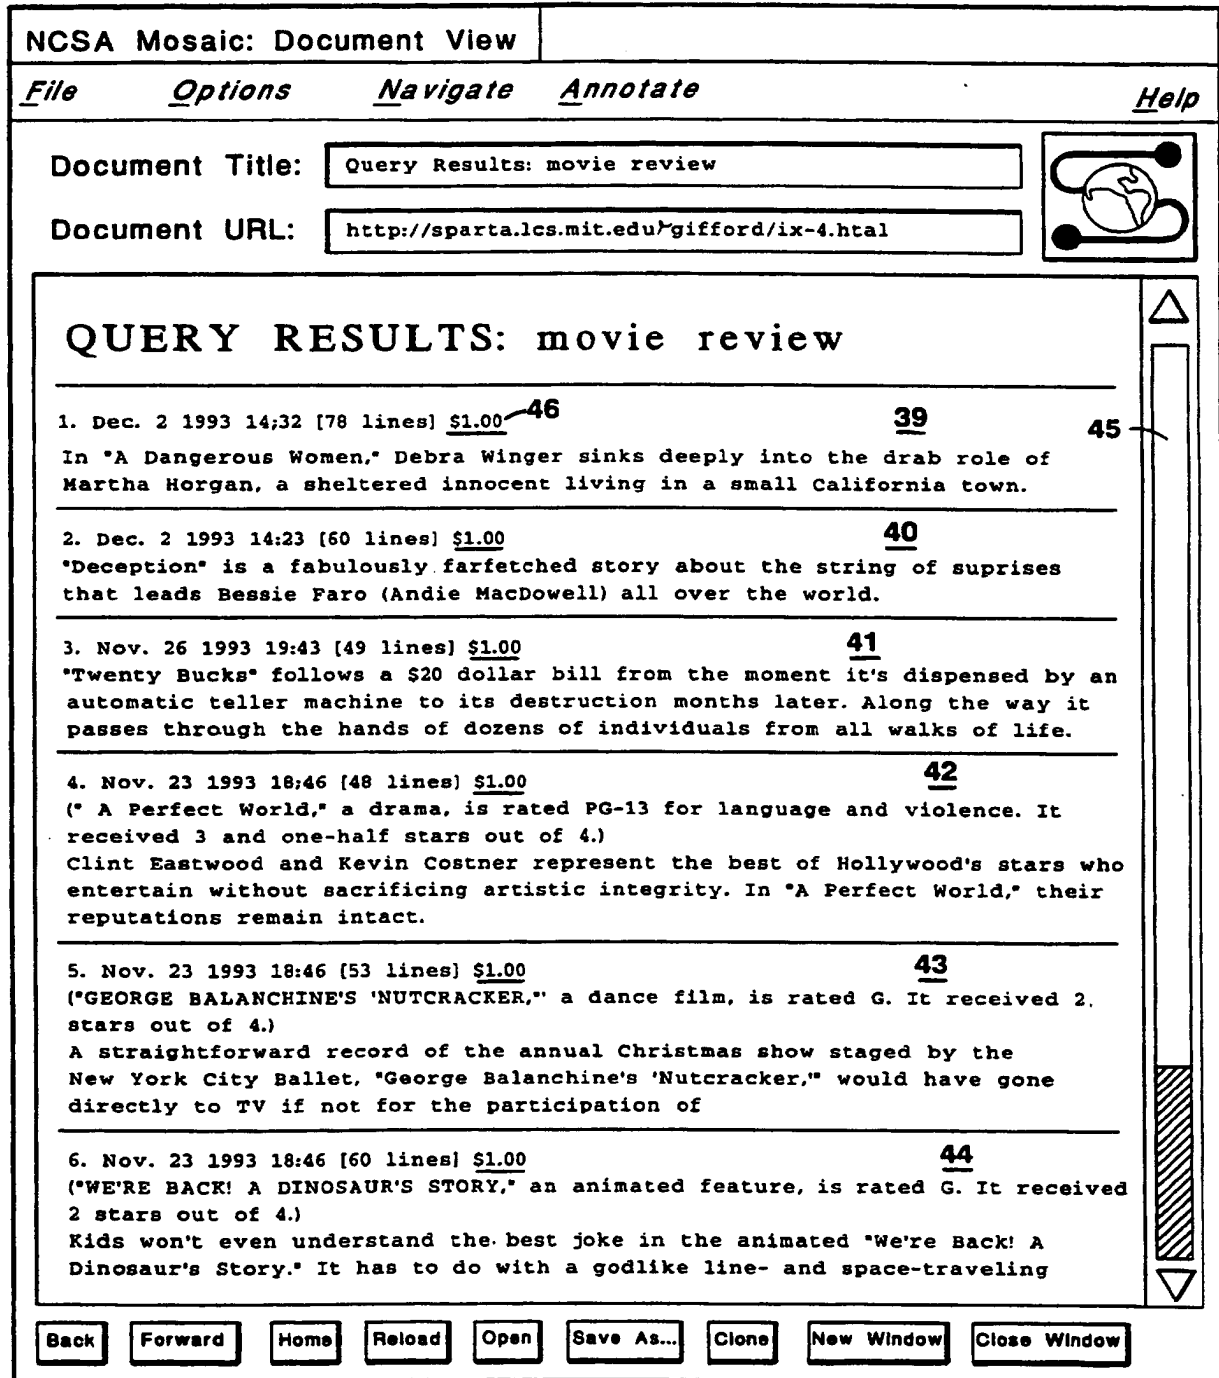 NCSA Mosaic: Document View
File Options Navigate Annotate Help
Document Title: Query Results: movie review
Document URL: http://sparta.lcs.mit.edu/~gifford/ix-4.htal
QUERY RESULTS: movie review
1. Dec. 2 1993 14;32 [78 lines] $1.00 46 39 45
In "A Dangerous Women," Debra Winger sinks deeply into the drab role of
Martha Horgan, a sheltered innocent living in a small California town.
2. Dec. 2 1993 14:23 [60 lines] $1.00 40
"Deception" is a fabulously farfetched story about the string of suprises
that leads Bessie Faro (Andie MacDowell) all over the world.
3. Nov. 26 1993 19:43 [49 lines] $1.00 41
"Twenty Bucks" follows a $20 dollar bill from the moment it's dispensed by an
automatic teller machine to its destruction months later. Along the way it
passes through the hands of dozens of individuals from all walks of life.
4. Nov. 23 1993 18;46 [48 lines] $1.00 42
(" A Perfect World," a drama, is rated PG-13 for language and violence. It
received 3 and one-half stars out of 4.)
Clint Eastwood and Kevin Costner represent the best of Hollywood's stars who
entertain without sacrificing artistic integrity. In "A Perfect World," their
reputations remain intact.
5. Nov. 23 1993 18:46 [53 lines] $1.00 43
("GEORGE BALANCHINE'S 'NUTCRACKER,"' a dance film, is rated G. It received 2
stars out of 4.)
A straightforward record of the annual Christmas show staged by the
New York City Ballet, "George Balanchine's 'Nutcracker,'" would have gone
directly to TV if not for the participation of
6. Nov. 23 1993 18:46 [60 lines] $1.00 44
("WE'RE BACK! A DINOSAUR'S STORY," an animated feature, is rated G. It received
2 stars out of 4.)
Kids won't even understand the best joke in the animated "We're Back! A
Dinosaur's Story." It has to do with a godlike line- and space-traveling
Back Forward Home Reload Open Save As... Clone New Window Close Window